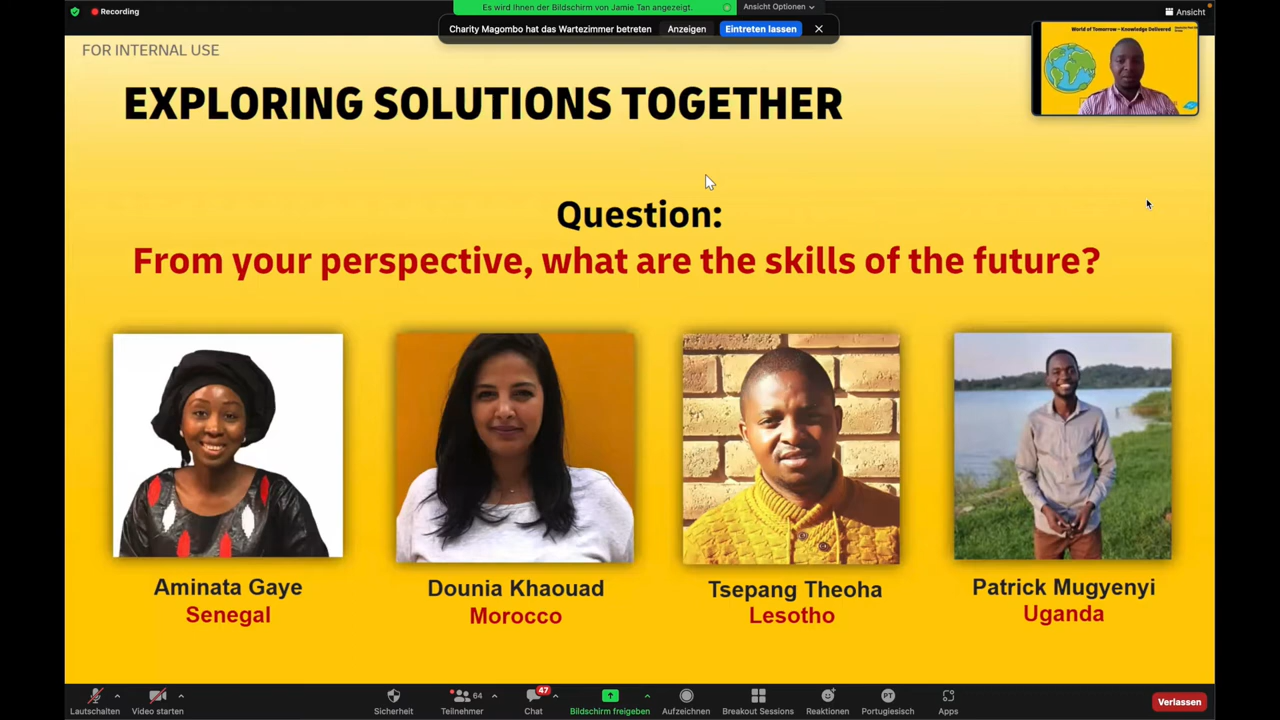 Recording
Es wird Ihnen der Bildschirm von Jamie Tan angezeigt.
Ansicht Optionen
Ansicht
Charity Magombo hat das Wartezimmer betreten
Anzeigen
Eintreten lassen
World of Tomorrow – Knowledge Delivered
FOR INTERNAL USE
EXPLORING SOLUTIONS TOGETHER
Question:
From your perspective, what are the skills of the future?
Aminata Gaye
Senegal
Dounia Khaouad
Morocco
Tsepang Theoha
Lesotho
Patrick Mugyenyi
Uganda
Lautschalten
Video starten
Sicherheit
64
Teilnehmer
47
Chat
Bildschirm freigeben
Aufzeichnen
Breakout Sessions
Reaktionen
PT
Portugiesisch
Apps
Verlassen